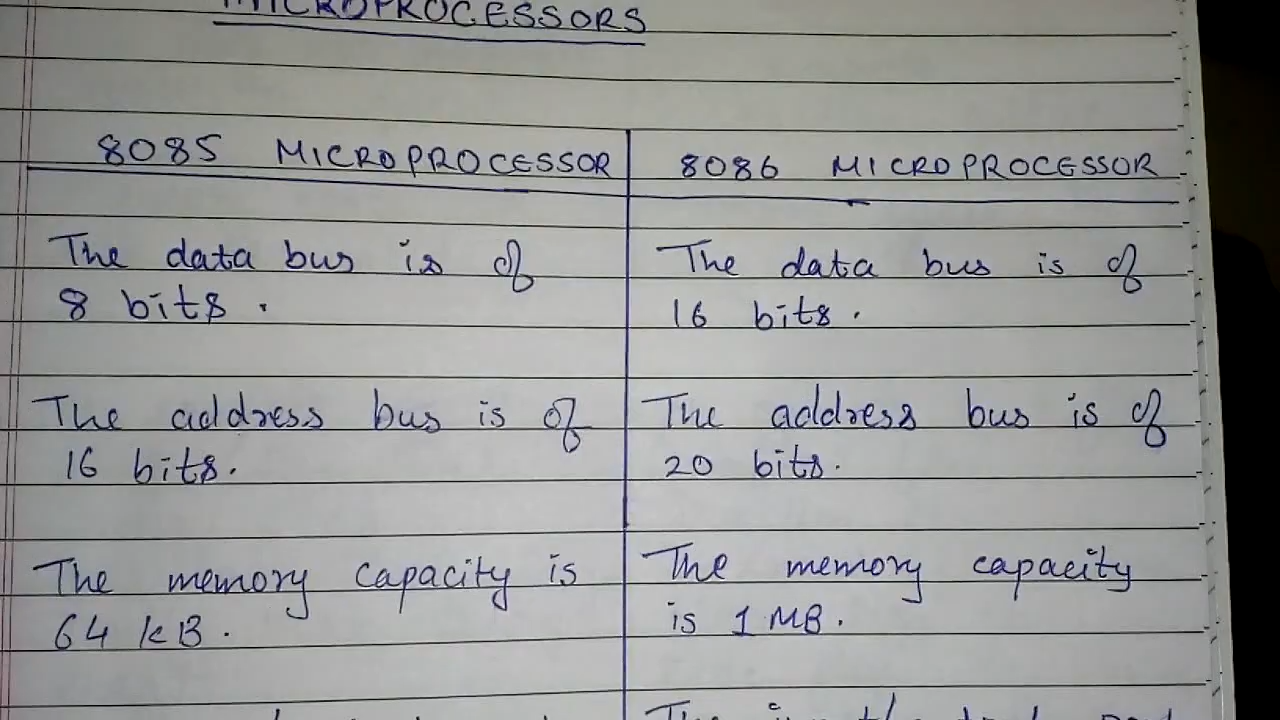 MICROPROCESSORS
8085 MICROPROCESSOR
8086 MICROPROCESSOR
The data bus is of
8 bits.
The data bus is of
16 bits.
The address bus is of
16 bits.
The address bus is of
20 bits.
The memory capacity is
64 kB.
The memory capacity
is 1 MB.
The